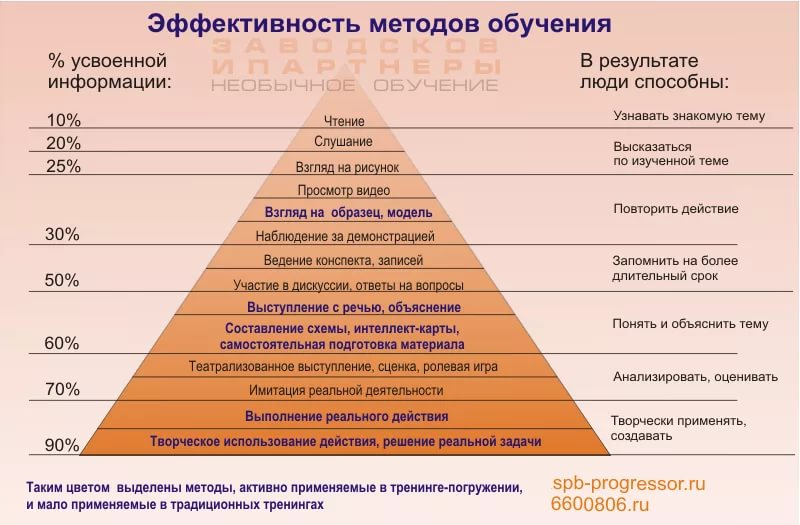 Эффективность методов обучения
ЗАВОДСКОВ
И ПАРТНЕРЫ
НЕОБЫЧНОЕ ОБУЧЕНИЕ
% усвоенной
информации:
В результате
люди способны:
10%
Чтение
Узнавать знакомую тему
20%
Слушание
Высказаться
по изученной теме
25%
Взгляд на рисунок
Просмотр видео
Взгляд на образец, модель
Повторить действие
30%
Наблюдение за демонстрацией
Ведение конспекта, записей
Запомнить на более
длительный срок
50%
Участие в дискуссии, ответы на вопросы
Выступление с речью, объяснение
Составление схемы, интеллект-карты,
самостоятельная подготовка материала
Понять и объяснить тему
60%
Театрализованное выступление, сценка, ролевая игра
Анализировать, оценивать
70%
Имитация реальной деятельности
Выполнение реального действия
Творчески применять,
создавать
90%
Творческое использование действия, решение реальной задачи
Таким цветом выделены методы, активно применяемые в тренинге-погружении,
и мало применяемые в традиционных тренингах
spb-progressor.ru
6600806.ru